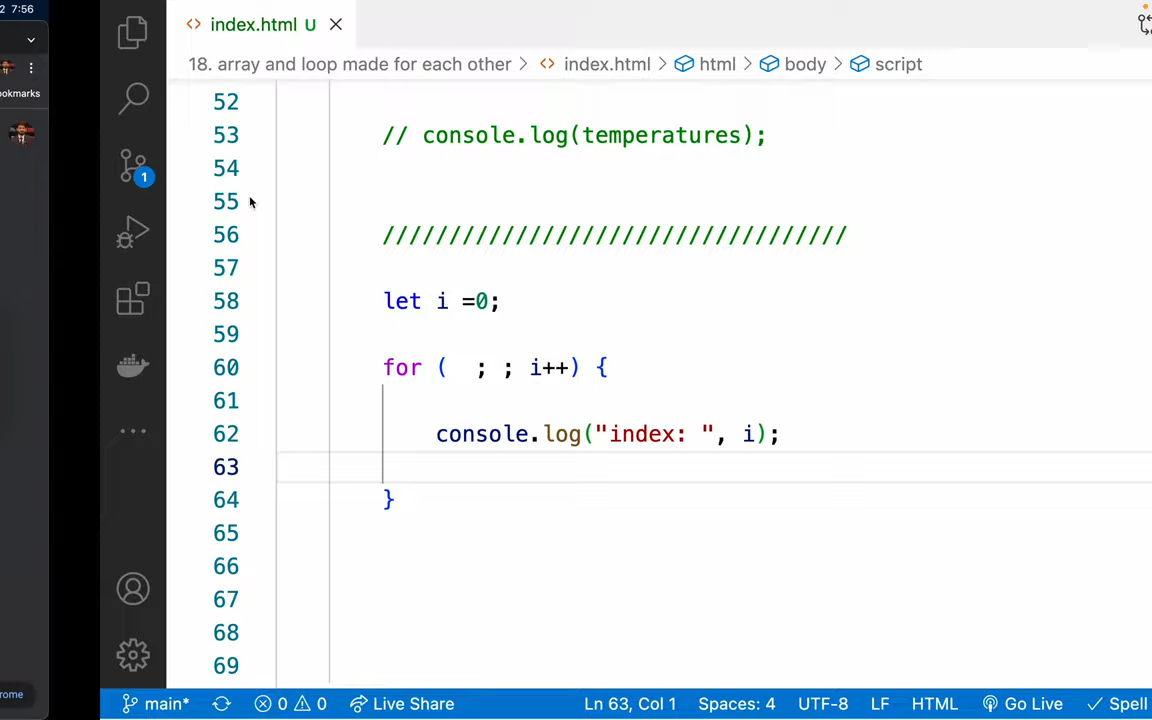 2 7:56
ookmarks
rome
index.html U
18. array and loop made for each other > index.html > html > body > script
1
52
53 // console.log(temperatures);
54
55
56 ///////////////////////////////////
57
58 let i =0;
59
60 for (  ; ; i++) {
61
62 console.log("index: ", i);
63
64 }
65
66
67
68
69
main* 0 0 Live Share Ln 63, Col 1 Spaces: 4 UTF-8 LF HTML Go Live Spell